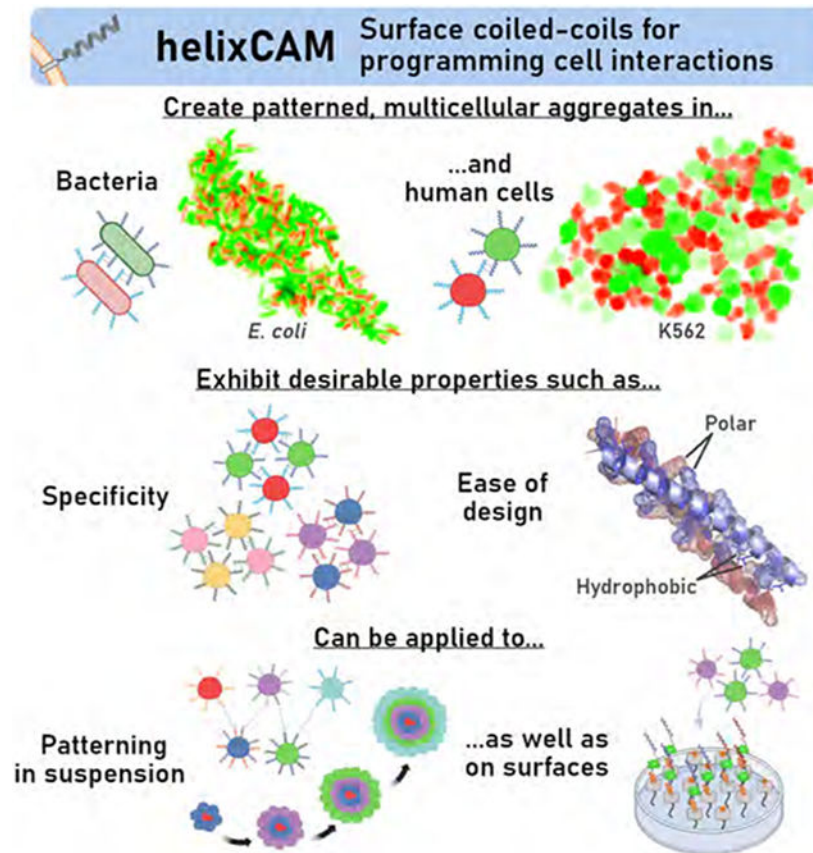 helixCAM
Surface coiled-coils for
programming cell interactions
Create patterned, multicellular aggregates in...
Bacteria
E. coli
...and
human cells
K562
Exhibit desirable properties such as...
Specificity
Ease of
design
Polar
Hydrophobic
Can be applied to...
Patterning
in suspension
...as well as
on surfaces